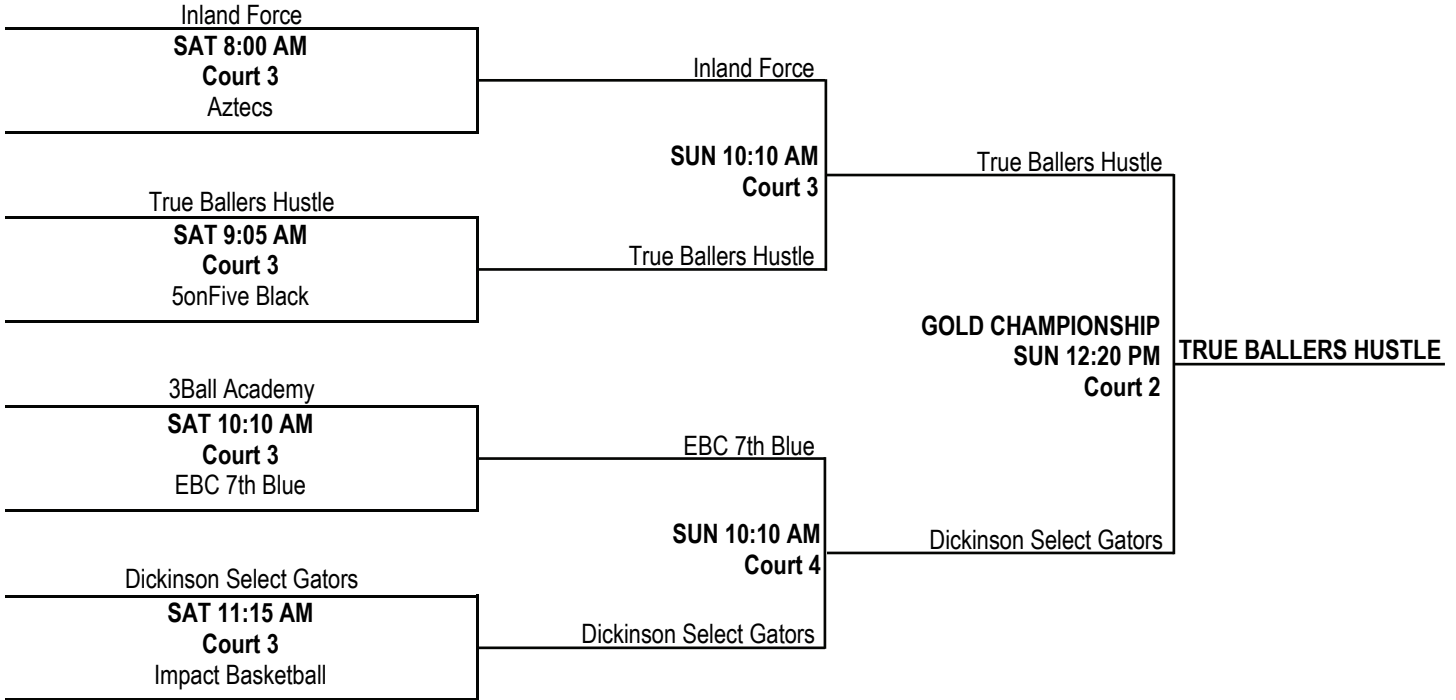 Inland Force
SAT 8:00 AM
Court 3
Aztecs
True Ballers Hustle
SAT 9:05 AM
Court 3
5onFive Black
3Ball Academy
SAT 10:10 AM
Court 3
EBC 7th Blue
Dickinson Select Gators
SAT 11:15 AM
Court 3
Impact Basketball
Inland Force
SUN 10:10 AM
Court 3
True Ballers Hustle
EBC 7th Blue
SUN 10:10 AM
Court 4
Dickinson Select Gators
True Ballers Hustle
GOLD CHAMPIONSHIP
SUN 12:20 PM
Court 2
Dickinson Select Gators
TRUE BALLERS HUSTLE